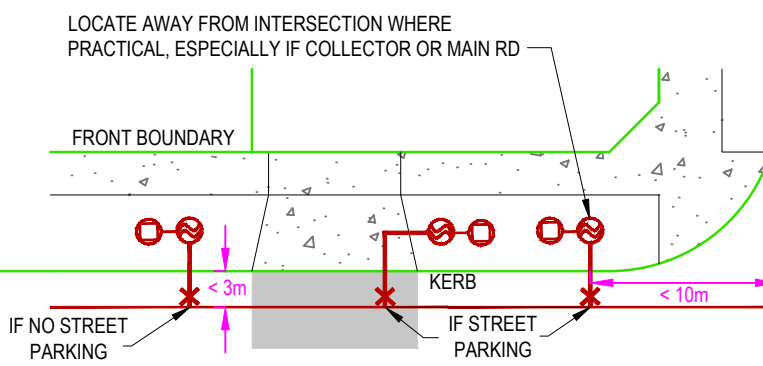 LOCATE AWAY FROM INTERSECTION WHERE
PRACTICAL, ESPECIALLY IF COLLECTOR OR MAIN RD
FRONT BOUNDARY
< 3m
KERB
< 10m
IF NO STREET
PARKING
IF STREET
PARKING